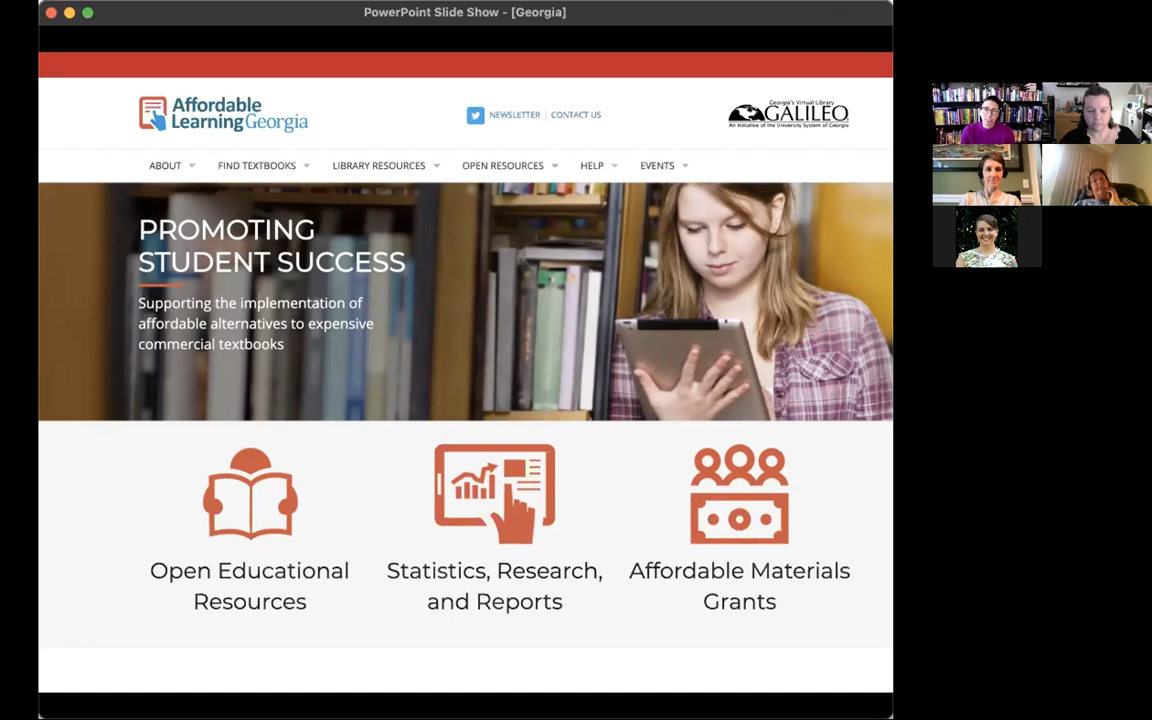 PowerPoint Slide Show - [Georgia]
Affordable
Learning Georgia
NEWSLETTER
CONTACT US
Georgia's Virtual Library
GALILEO
An Initiative of the University System of Georgia
ABOUT
FIND TEXTBOOKS
LIBRARY RESOURCES
OPEN RESOURCES
HELP
EVENTS
PROMOTING
STUDENT SUCCESS
Supporting the implementation of
affordable alternatives to expensive
commercial textbooks
Open Educational
Resources
Statistics, Research,
and Reports
Affordable Materials
Grants